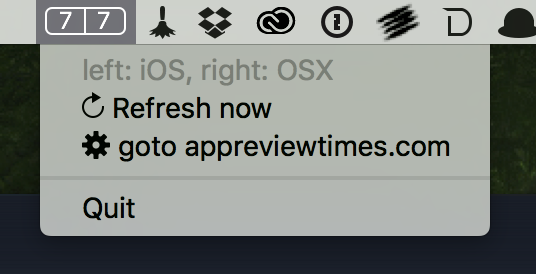 7 7
left: iOS, right: OSX
Refresh now
goto appreviewtimes.com
Quit